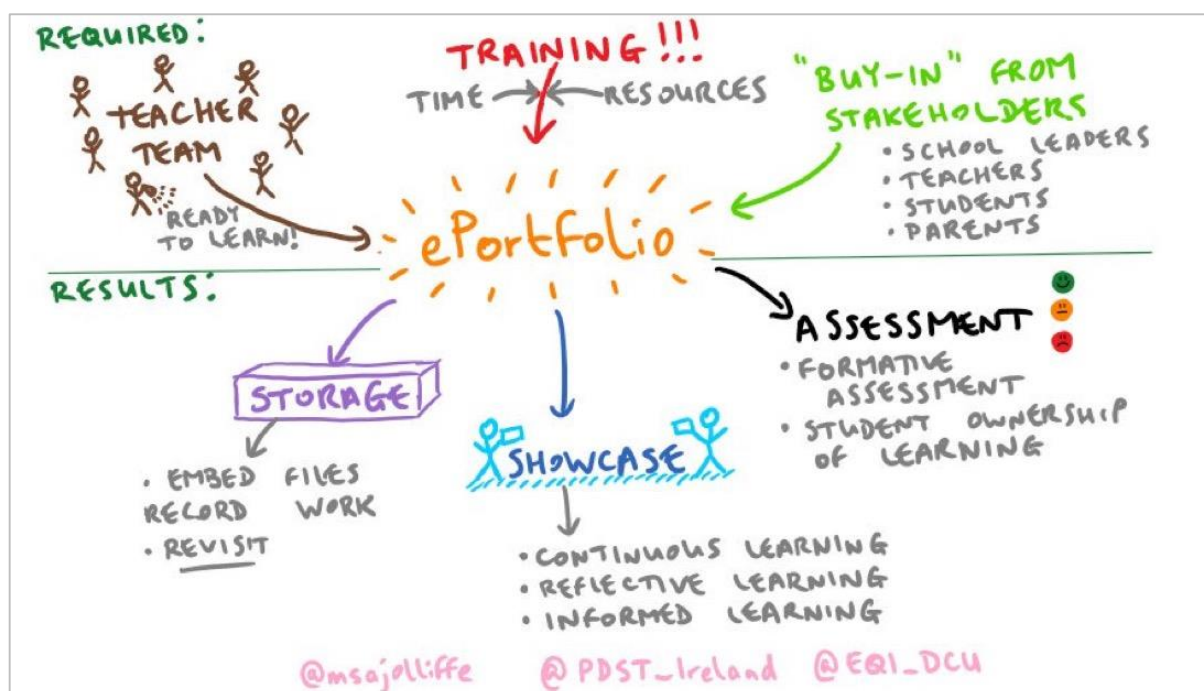 REQUIRED:
TEACHER
TEAM
READY
TO LEARN!
TRAINING!!!
TIME
RESOURCES
"BUY-IN" FROM
STAKEHOLDERS
• SCHOOL LEADERS
• TEACHERS
• STUDENTS
• PARENTS
ePortfolio
RESULTS:
STORAGE
• EMBED FILES
RECORD WORK
• REVISIT
SHOWCASE
• CONTINUOUS LEARNING
• REFLECTIVE LEARNING
• INFORMED LEARNING
ASSESSMENT
• FORMATIVE
ASSESSMENT
• STUDENT OWNERSHIP
OF LEARNING
@msajolliffe @PDST_Ireland @EQI_DCU